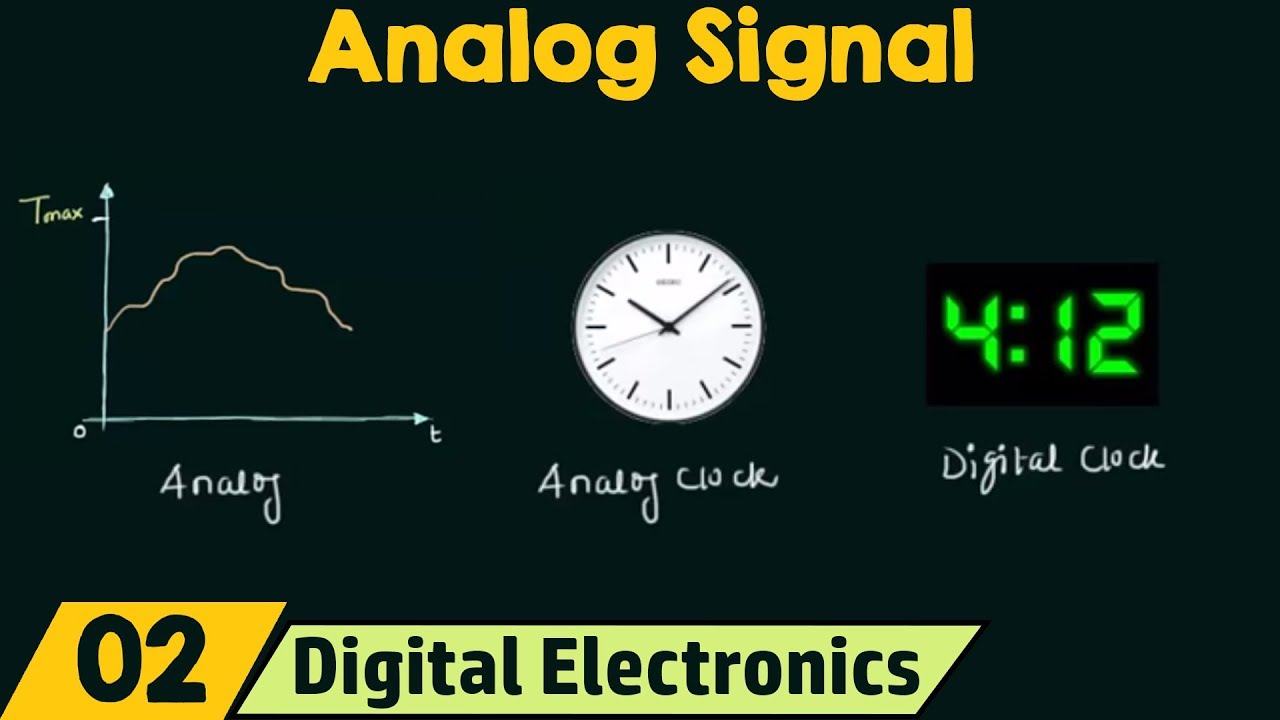 Analog Signal
Tmax
0
t
Analog
Analog Clock
4:12
Digital Clock
02
Digital Electronics